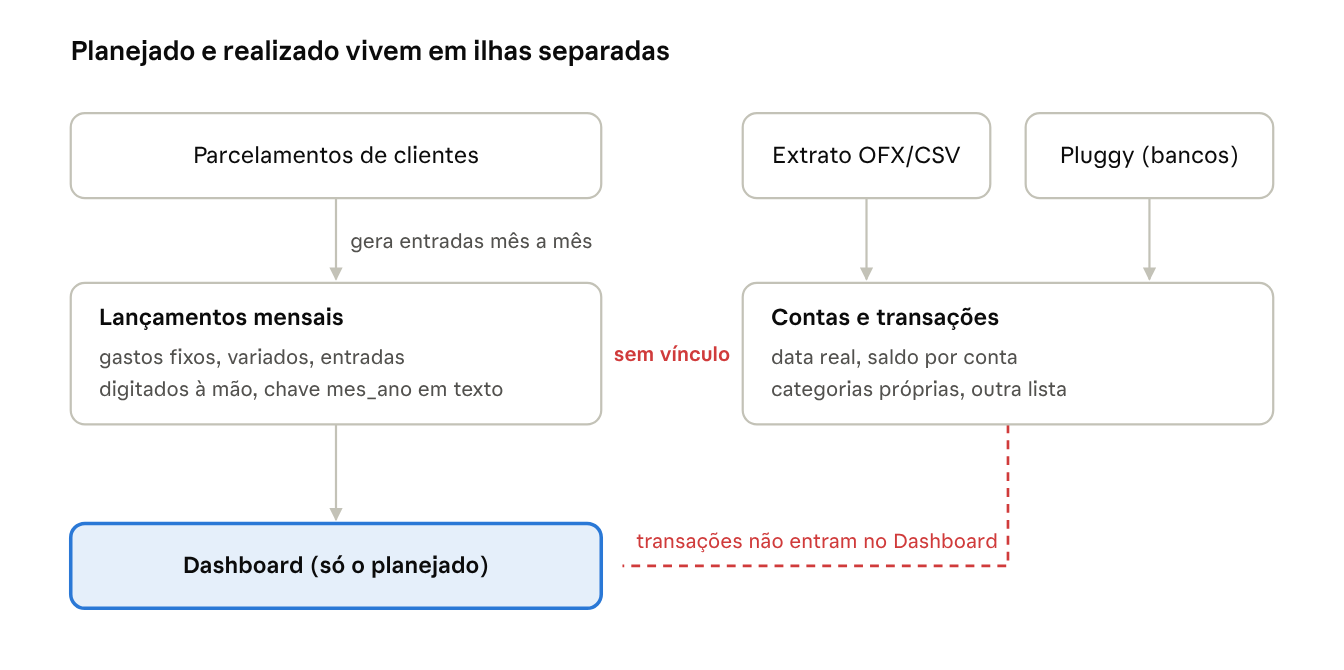 Planejado e realizado vivem em ilhas separadas
Parcelamentos de clientes
Extrato OFX/CSV
Pluggy (bancos)
gera entradas mês a mês
Lançamentos mensais
gastos fixos, variados, entradas
digitados à mão, chave mes_ano em texto
sem vínculo
Contas e transações
data real, saldo por conta
categorias próprias, outra lista
transações não entram no Dashboard
Dashboard (só o planejado)